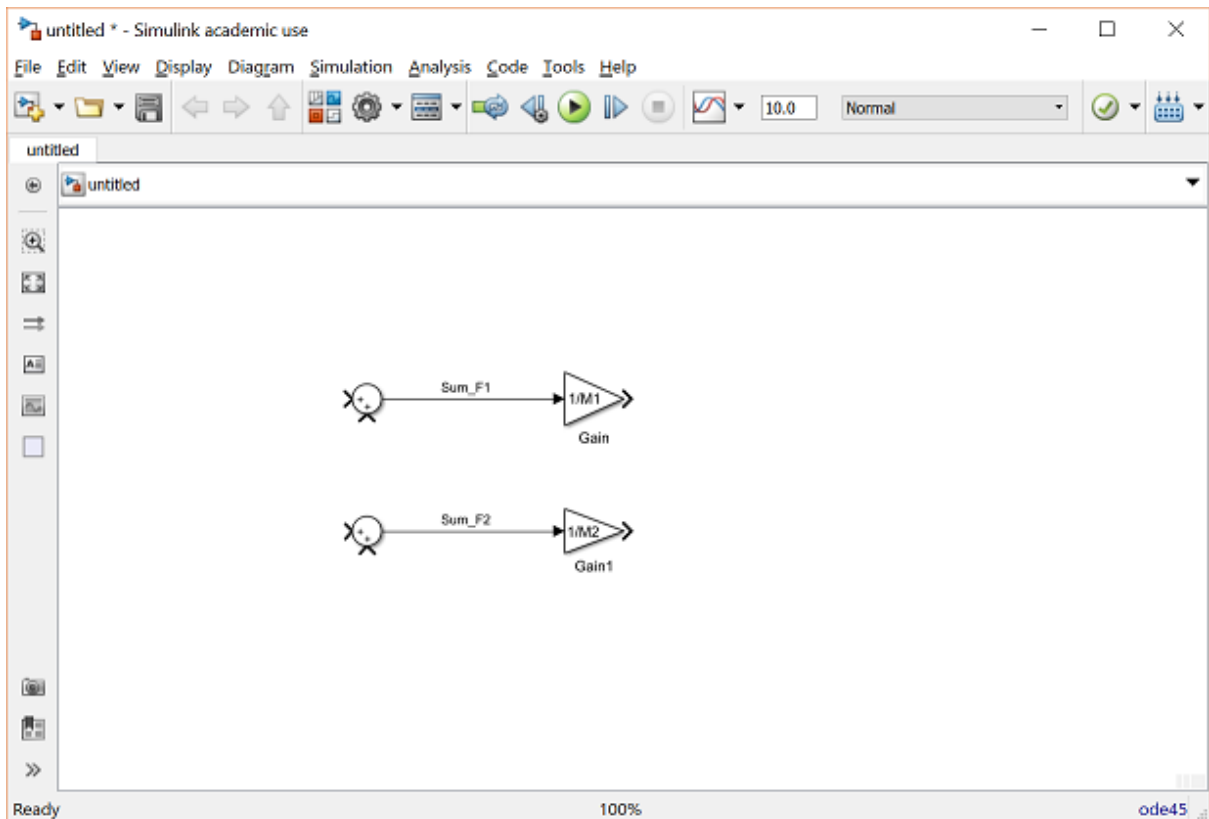 untitled * - Simulink academic use
File Edit View Display Diagram Simulation Analysis Code Tools Help
10.0 Normal
untitled
untitled
Sum_F1
1/M1
Gain
Sum_F2
1/M2
Gain1
Ready 100% ode45